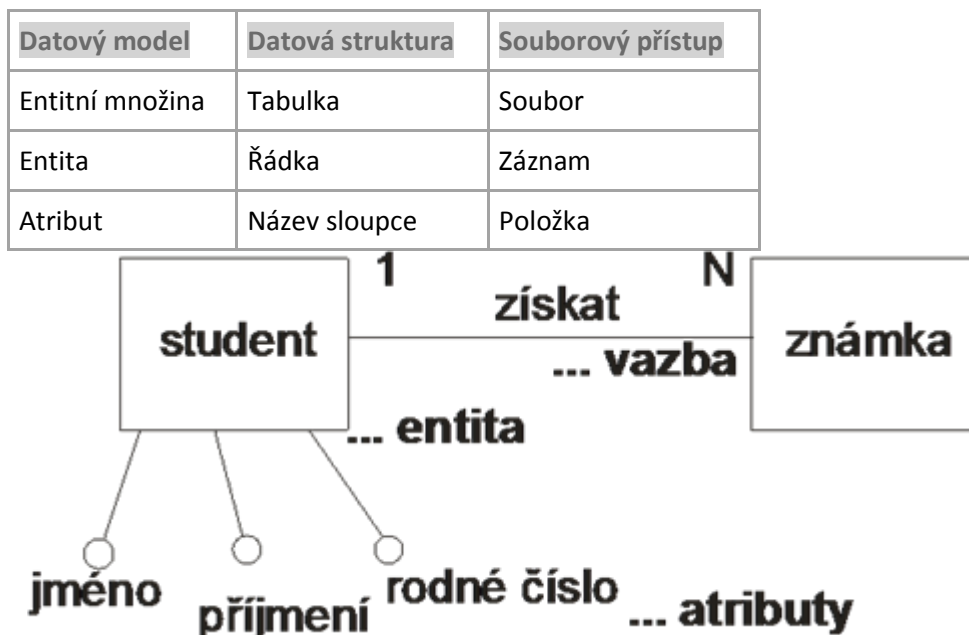 Datový model Datová struktura Souborový přístup
Entitní množina Tabulka Soubor
Entita Řádka Záznam
Atribut Název sloupce Položka
1 N
získat
student známka
... vazba
... entita
jméno příjmení rodné číslo ... atributy